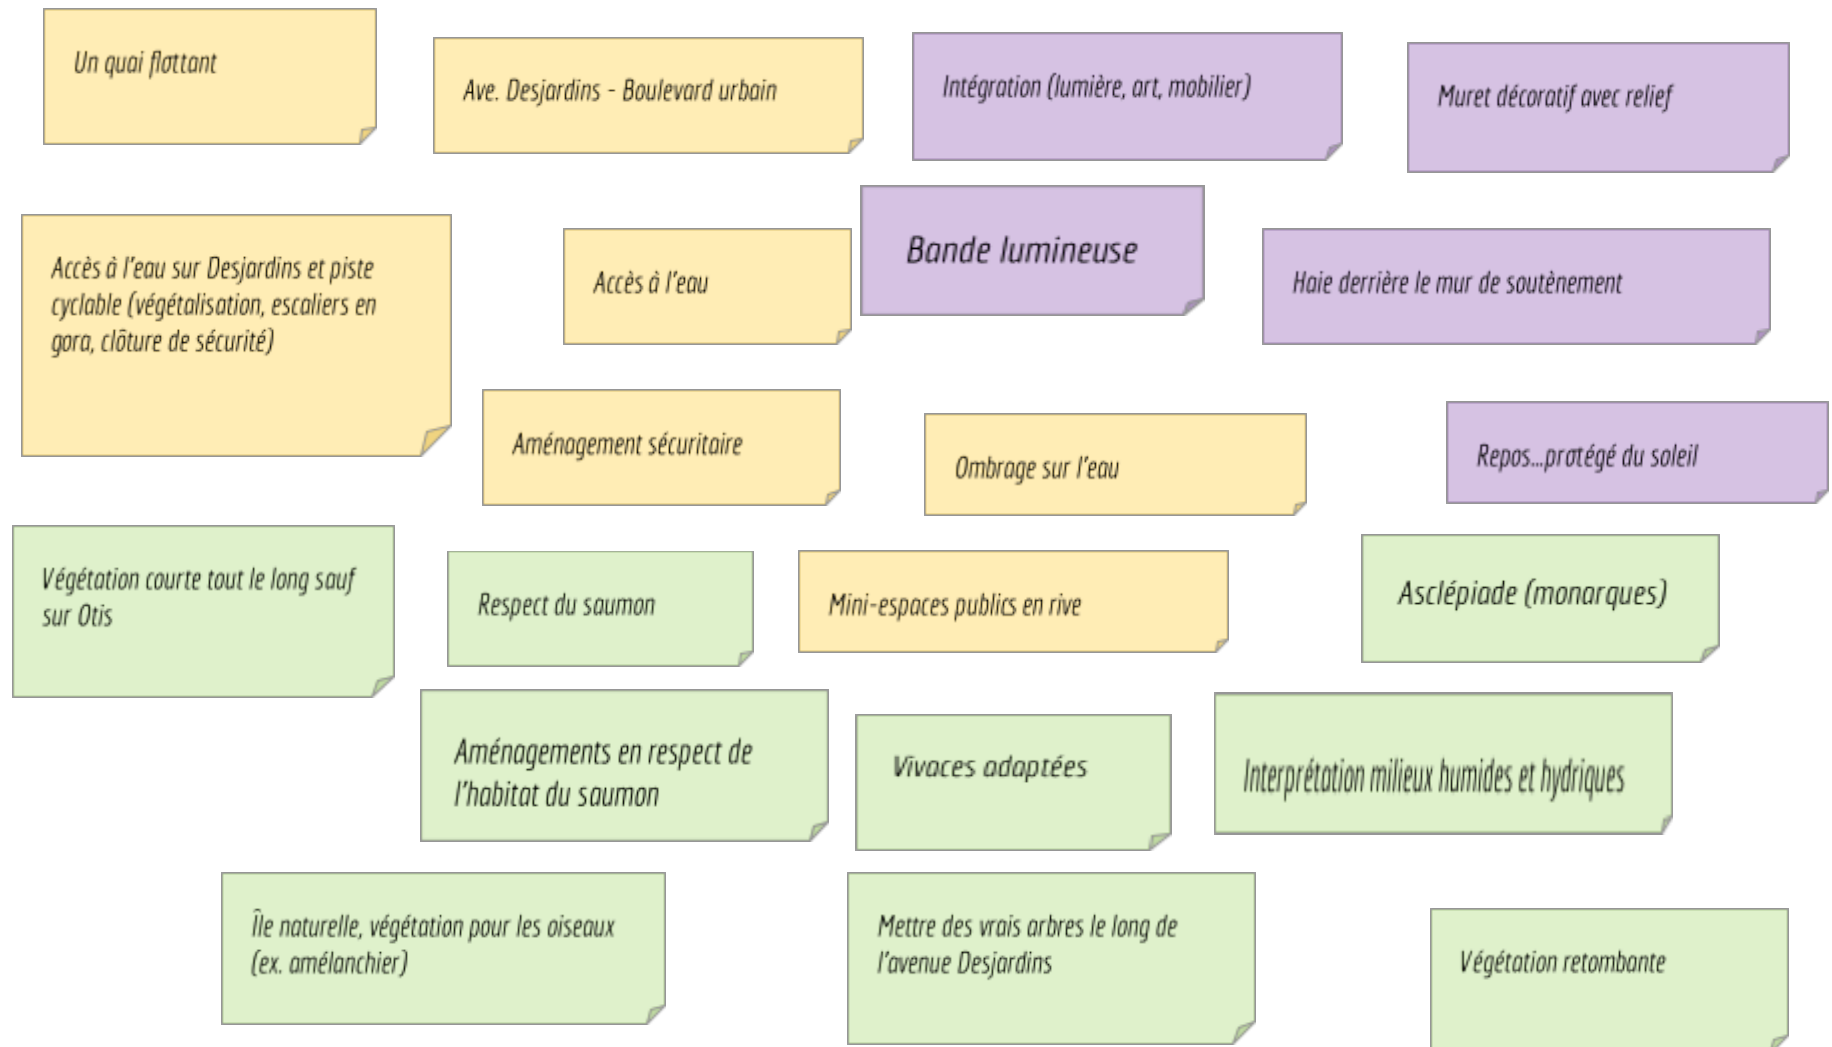 Un quai flottant
Ave. Desjardins - Boulevard urbain
Intégration (lumière, art, mobilier)
Muret décoratif avec relief
Accès à l'eau sur Desjardins et piste
cyclable (végétalisation, escaliers en
gora, clôture de sécurité)
Accès à l'eau
Bande lumineuse
Haie derrière le mur de soutènement
Aménagement sécuritaire
Ombrage sur l'eau
Repos...protégé du soleil
Végétation courte tout le long sauf
sur Otis
Respect du saumon
Mini-espaces publics en rive
Asclépiade (monarques)
Aménagements en respect de
l'habitat du saumon
Vivaces adaptées
Interprétation milieux humides et hydriques
Île naturelle, végétation pour les oiseaux
(ex. amélanchier)
Mettre des vrais arbres le long de
l'avenue Desjardins
Végétation retombante